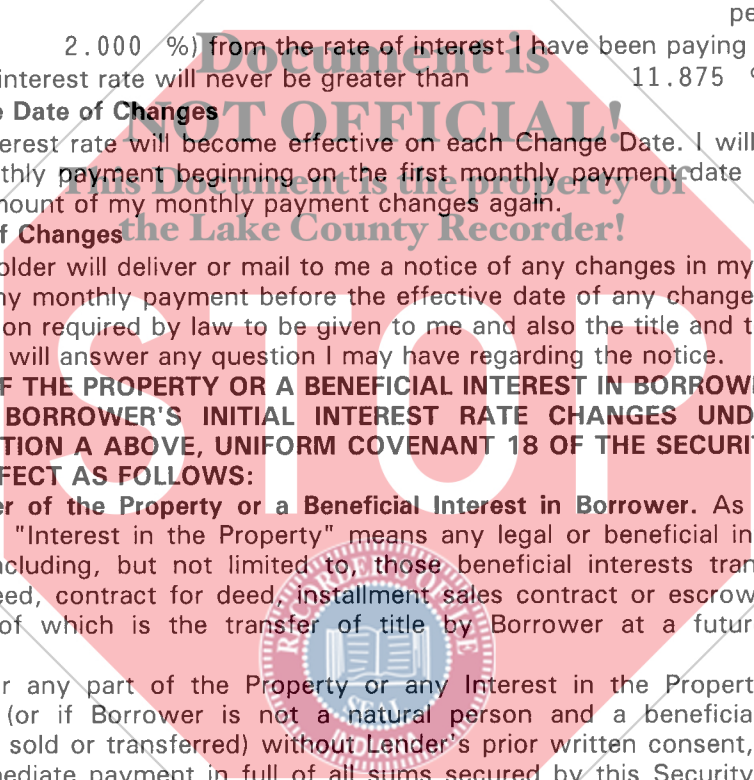 pe
2.000 %) from the rate of interest I have been paying
interest rate will never be greater than 11.875 %
e Date of Changes
erest rate will become effective on each Change Date. I will
thly payment beginning on the first monthly payment date
mount of my monthly payment changes again.
f Changes
older will deliver or mail to me a notice of any changes in my
ny monthly payment before the effective date of any change
on required by law to be given to me and also the title and t
will answer any question I may have regarding the notice.
F THE PROPERTY OR A BENEFICIAL INTEREST IN BORROWE
BORROWER'S INITIAL INTEREST RATE CHANGES UND
TION A ABOVE, UNIFORM COVENANT 18 OF THE SECURIT
FECT AS FOLLOWS:
er of the Property or a Beneficial Interest in Borrower. As
"Interest in the Property" means any legal or beneficial in
ncluding, but not limited to, those beneficial interests tran
eed, contract for deed, installment sales contract or escrow
of which is the transfer of title by Borrower at a futur
r any part of the Property or any Interest in the Propert
(or if Borrower is not a natural person and a beneficia
sold or transferred) without Lender's prior written consent,
mediate payment in full of all sums secured by this Security
Document is
NOT OFFICIAL!
This Document is the property of
the Lake County Recorder!
STOP
RECORDER'S OFFICE
SEAL
INDIANA